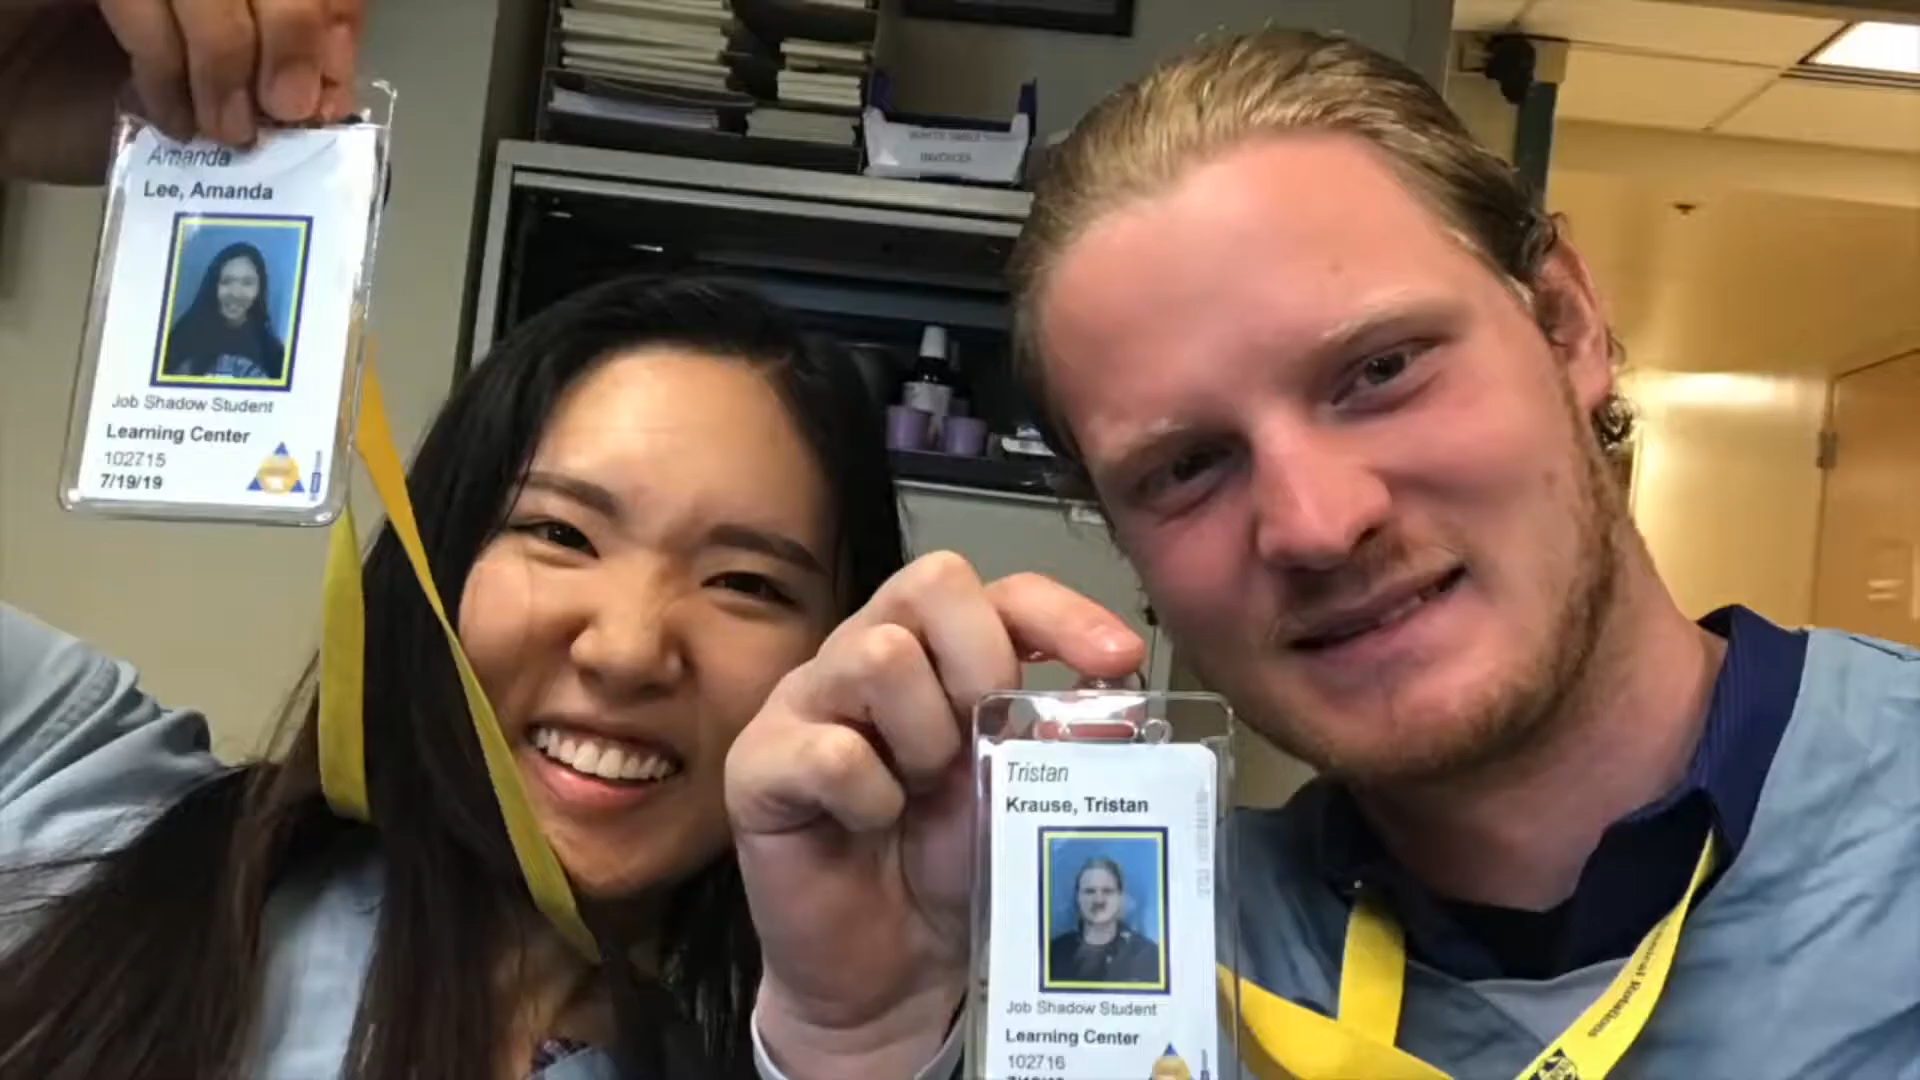 Amanda
Lee, Amanda
Job Shadow Student
Learning Center
102715
7/19/19
INVOICES
Tristan
Krause, Tristan
Job Shadow Student
Learning Center
102716